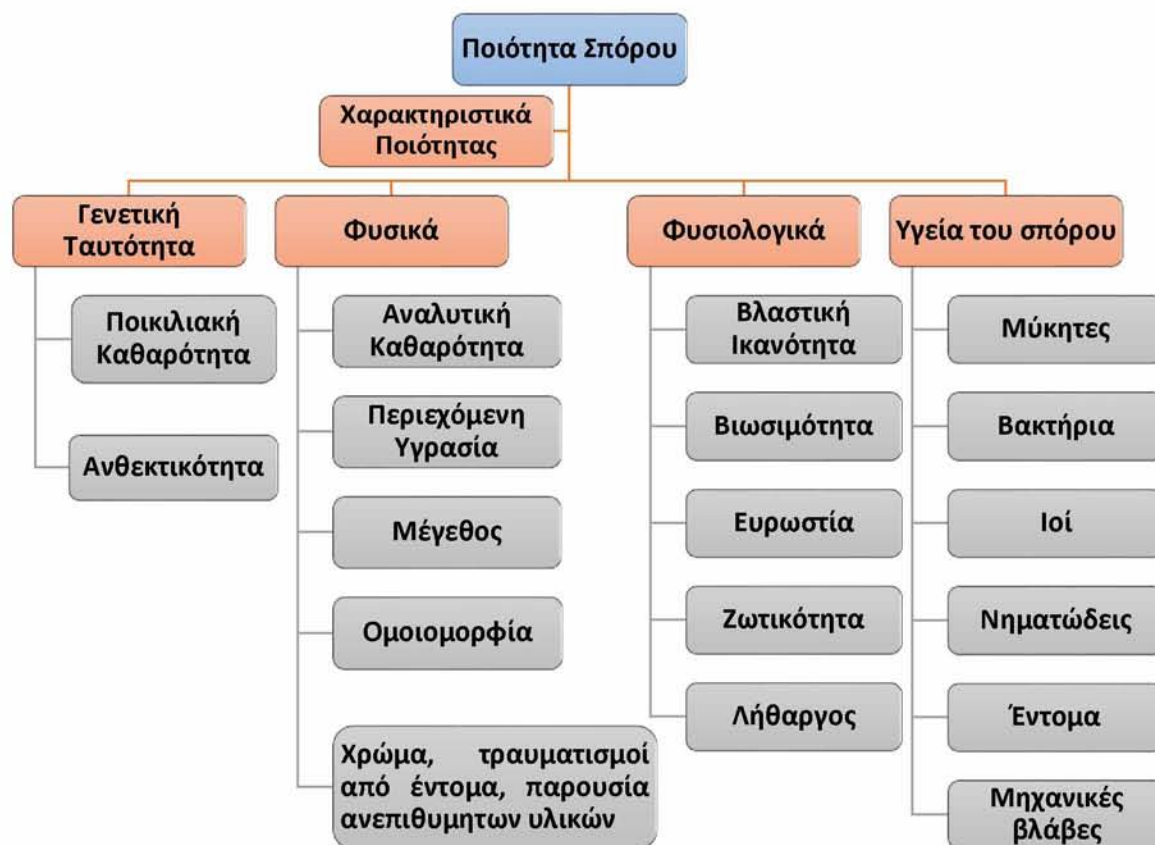 Ποιότητα Σπόρου
Χαρακτηριστικά
Ποιότητας
Γενετική
Ταυτότητα
Ποικιλιακή
Καθαρότητα
Ανθεκτικότητα
Φυσικά
Αναλυτική
Καθαρότητα
Περιεχόμενη
Υγρασία
Μέγεθος
Ομοιομορφία
Χρώμα, τραυματισμοί
από έντομα, παρουσία
ανεπιθυμητων υλικών
Φυσιολογικά
Βλαστική
Ικανότητα
Βιωσιμότητα
Ευρωστία
Ζωτικότητα
Λήθαργος
Υγεία του σπόρου
Μύκητες
Βακτήρια
Ιοί
Νηματώδεις
Έντομα
Μηχανικές
βλάβες